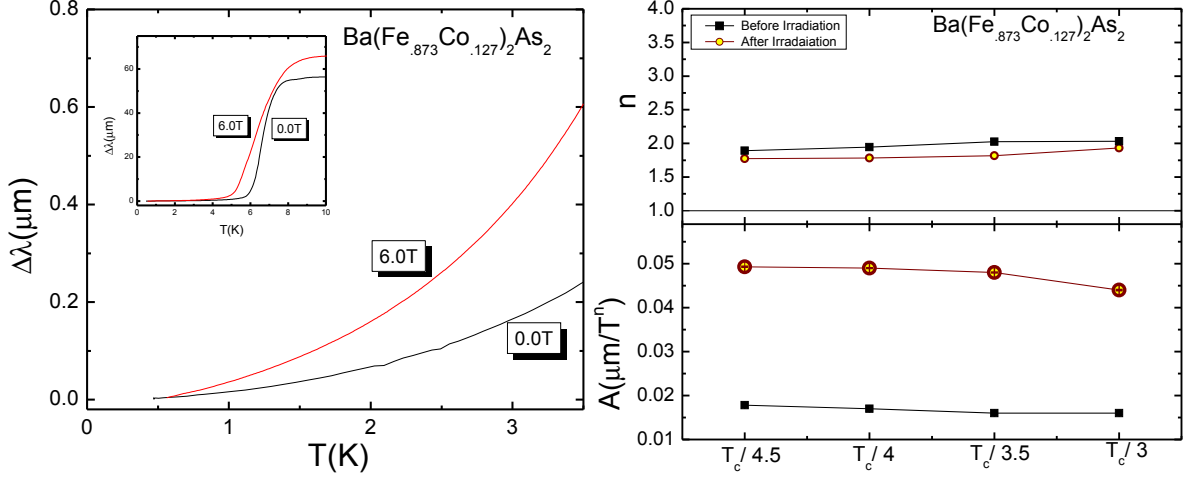 Ba(Fe.873Co.127)2As2
0.8
0.6
0.4
0.2
0.0
Δλ(μm)
0
1
2
3
T(K)
6.0T
0.0T
60
40
20
0
Δλ(μm)
0
2
4
6
8
10
T(K)
6.0T
0.0T
Before Irradiation
After Irradaiation
Ba(Fe.873Co.127)2As2
4.0
3.5
3.0
2.5
2.0
1.5
1.0
n
0.05
0.04
0.03
0.02
0.01
A(μm/Tn)
Tc/ 4.5
Tc/ 4
Tc/ 3.5
Tc/ 3